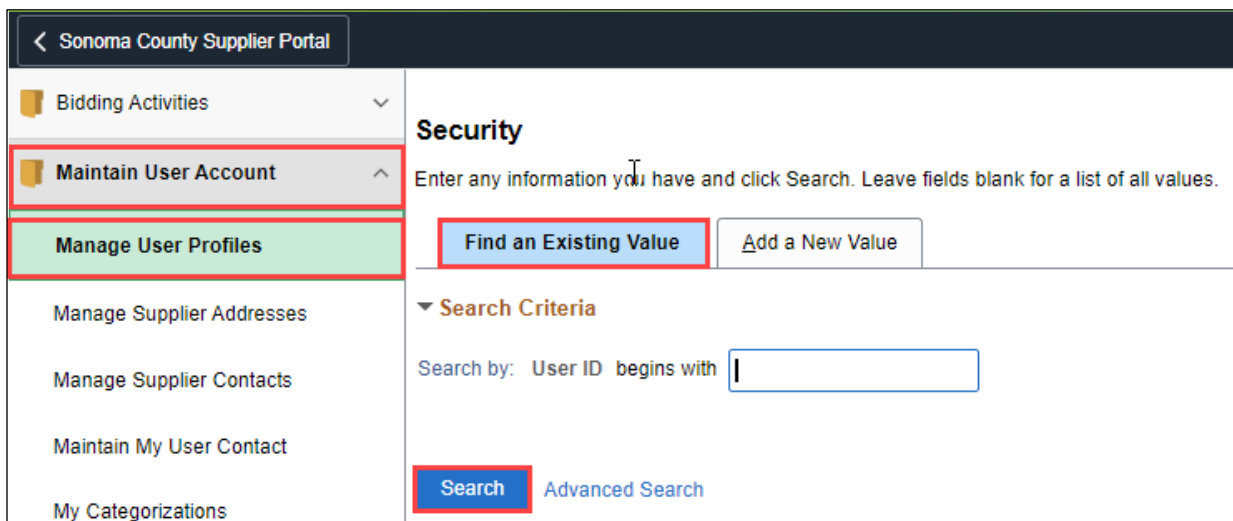 Sonoma County Supplier Portal
Bidding Activities
Maintain User Account
Manage User Profiles
Manage Supplier Addresses
Manage Supplier Contacts
Maintain My User Contact
My Categorizations
Security
Enter any information you have and click Search. Leave fields blank for a list of all values.
Find an Existing Value
Add a New Value
Search Criteria
Search by: User ID begins with
Search Advanced Search